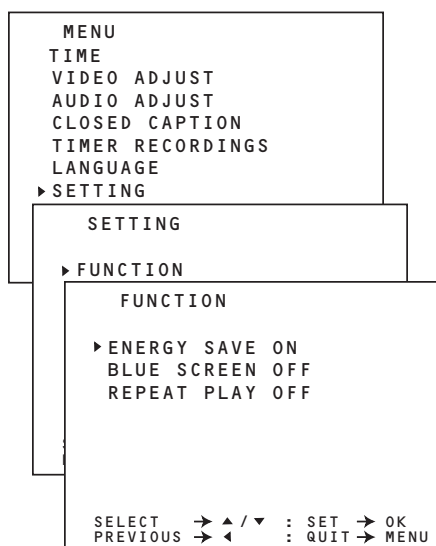 MENU
TIME
VIDEO ADJUST
AUDIO ADJUST
CLOSED CAPTION
TIMER RECORDINGS
LANGUAGE
▶ SETTING
SETTING
▶ FUNCTION
FUNCTION
▶ ENERGY SAVE ON
BLUE SCREEN OFF
REPEAT PLAY OFF
SELECT → ▲ / ▼ : SET → OK
PREVIOUS → ◀ : QUIT → MENU